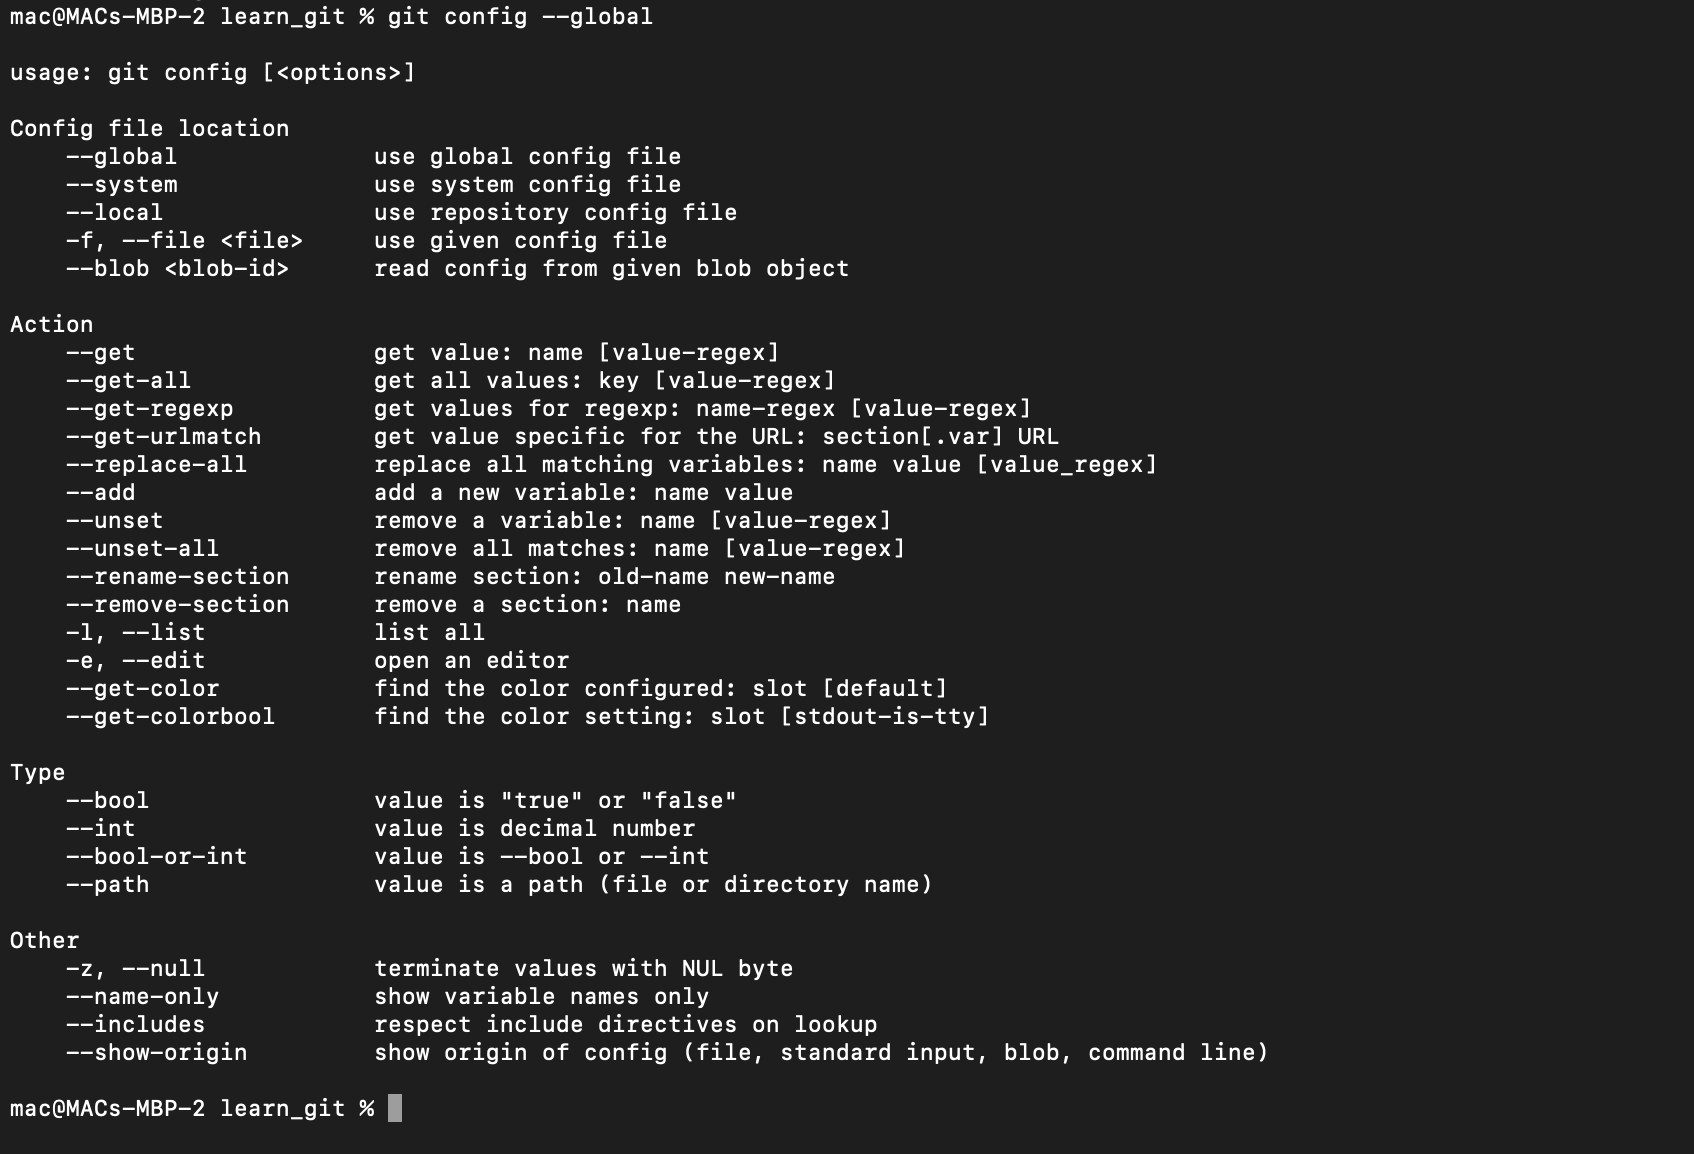 mac@MACs-MBP-2 learn_git % git config --global
usage: git config [<options>]
Config file location
--global use global config file
--system use system config file
--local use repository config file
-f, --file <file> use given config file
--blob <blob-id> read config from given blob object
Action
--get get value: name [value-regex]
--get-all get all values: key [value-regex]
--get-regexp get values for regexp: name-regex [value-regex]
--get-urlmatch get value specific for the URL: section[.var] URL
--replace-all replace all matching variables: name value [value_regex]
--add add a new variable: name value
--unset remove a variable: name [value-regex]
--unset-all remove all matches: name [value-regex]
--rename-section rename section: old-name new-name
--remove-section remove a section: name
-l, --list list all
-e, --edit open an editor
--get-color find the color configured: slot [default]
--get-colorbool find the color setting: slot [stdout-is-tty]
Type
--bool value is "true" or "false"
--int value is decimal number
--bool-or-int value is --bool or --int
--path value is a path (file or directory name)
Other
-z, --null terminate values with NUL byte
--name-only show variable names only
--includes respect include directives on lookup
--show-origin show origin of config (file, standard input, blob, command line)
mac@MACs-MBP-2 learn_git %